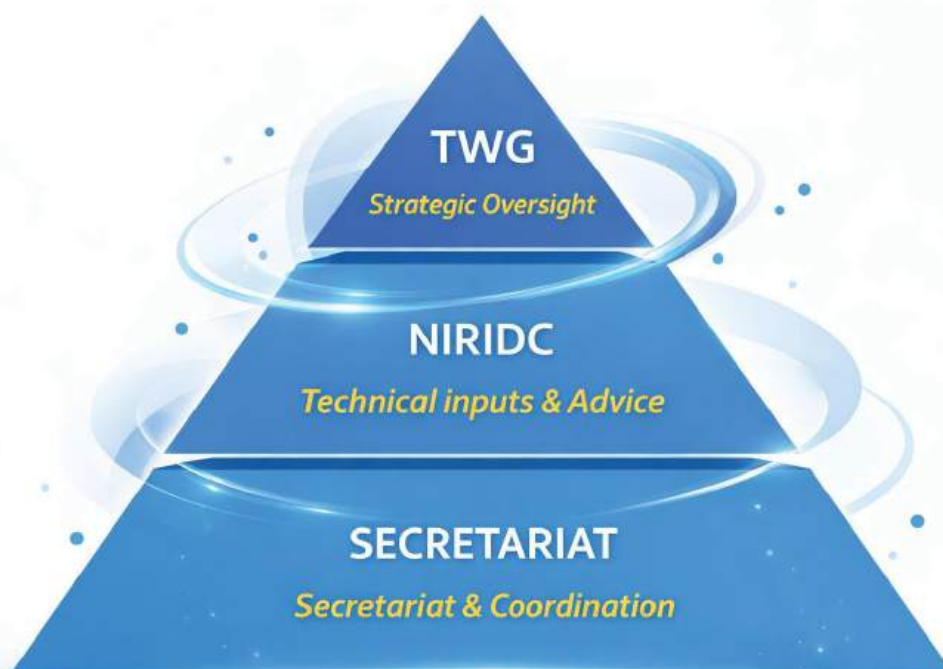 TWG
Strategic Oversight
NIRIDC
Technical inputs & Advice
SECRETARIAT
Secretariat & Coordination